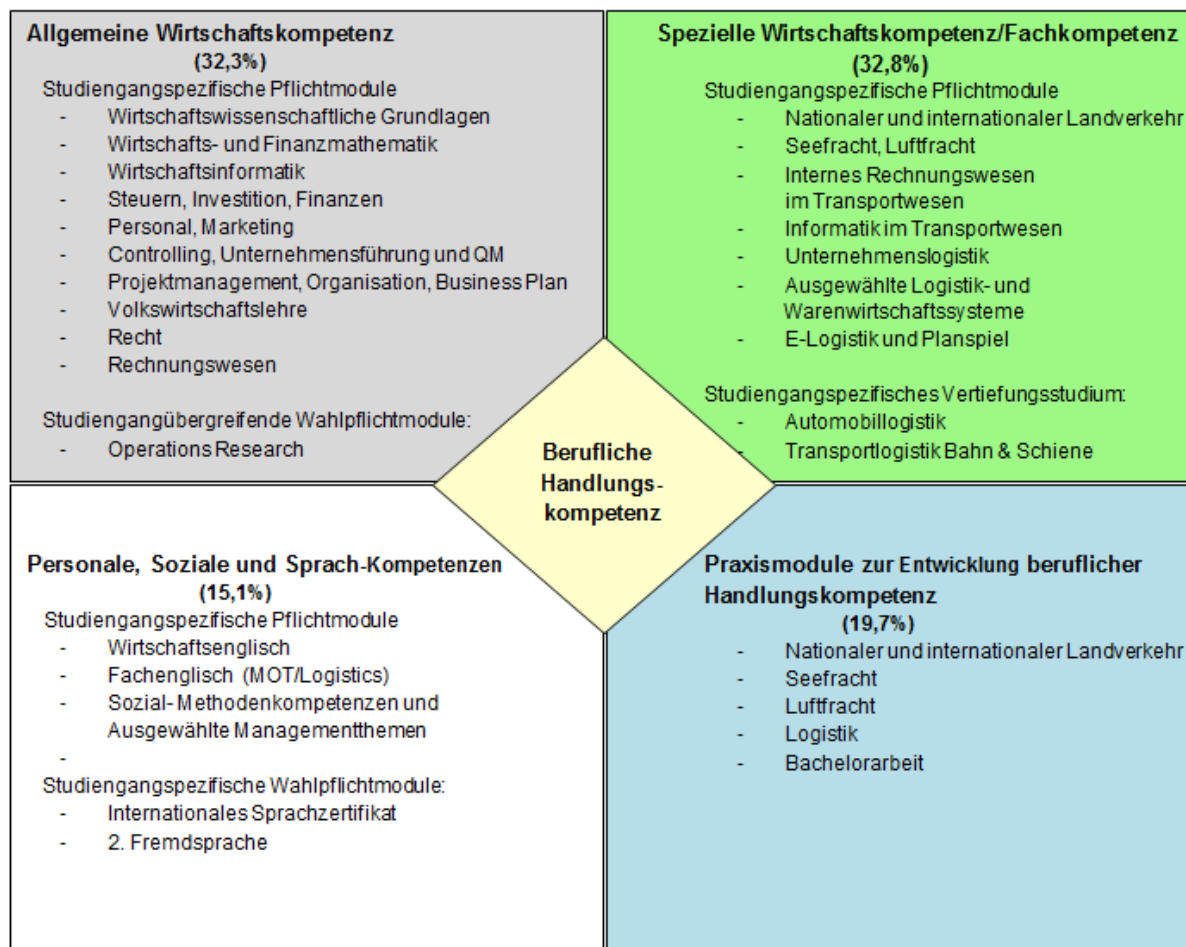 Allgemeine Wirtschaftskompetenz
(32,3%)
Studiengangspezifische Pflichtmodule
- Wirtschaftswissenschaftliche Grundlagen
- Wirtschafts- und Finanzmathematik
- Wirtschaftsinformatik
- Steuern, Investition, Finanzen
- Personal, Marketing
- Controlling, Unternehmensführung und QM
- Projektmanagement, Organisation, Business Plan
- Volkswirtschaftslehre
- Recht
- Rechnungswesen
Studiengangübergreifende Wahlpflichtmodule:
- Operations Research
Spezielle Wirtschaftskompetenz/Fachkompetenz
(32,8%)
Studiengangspezifische Pflichtmodule
- Nationaler und internationaler Landverkehr
- Seefracht, Luftfracht
- Internes Rechnungswesen
im Transportwesen
- Informatik im Transportwesen
- Unternehmenslogistik
- Ausgewählte Logistik- und
Warenwirtschaftssysteme
- E-Logistik und Planspiel
Studiengangspezifisches Vertiefungsstudium:
- Automobillogistik
- Transportlogistik Bahn & Schiene
Berufliche
Handlungs-
kompetenz
Personale, Soziale und Sprach-Kompetenzen
(15,1%)
Studiengangspezifische Pflichtmodule
- Wirtschaftsenglisch
- Fachenglisch (MOT/Logistics)
- Sozial- Methodenkompetenzen und
Ausgewählte Managementthemen
-
Studiengangspezifische Wahlpflichtmodule:
- Internationales Sprachzertifikat
- 2. Fremdsprache
Praxismodule zur Entwicklung beruflicher
Handlungskompetenz
(19,7%)
- Nationaler und internationaler Landverkehr
- Seefracht
- Luftfracht
- Logistik
- Bachelorarbeit